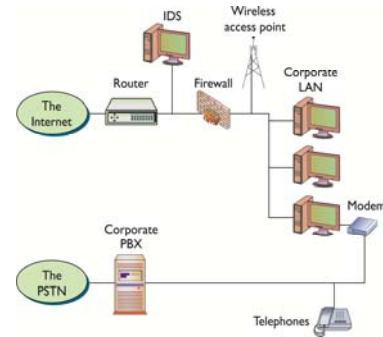 IDS
Wireless
access point
Router
Firewall
Corporate
LAN
The
Internet
Modem
Corporate
PBX
The
PSTN
Telephones